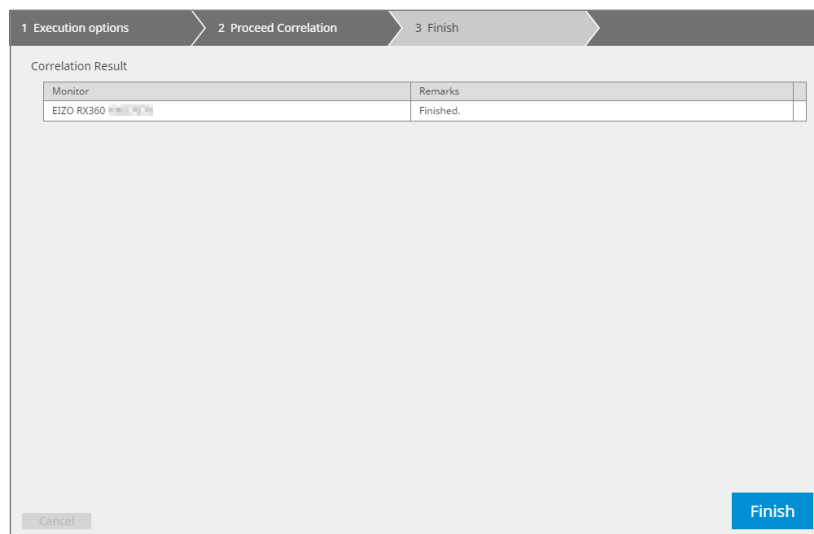 1 Execution options 2 Proceed Correlation 3 Finish
Correlation Result
Monitor Remarks
EIZO RX360 Finished.
Finish
Cancel